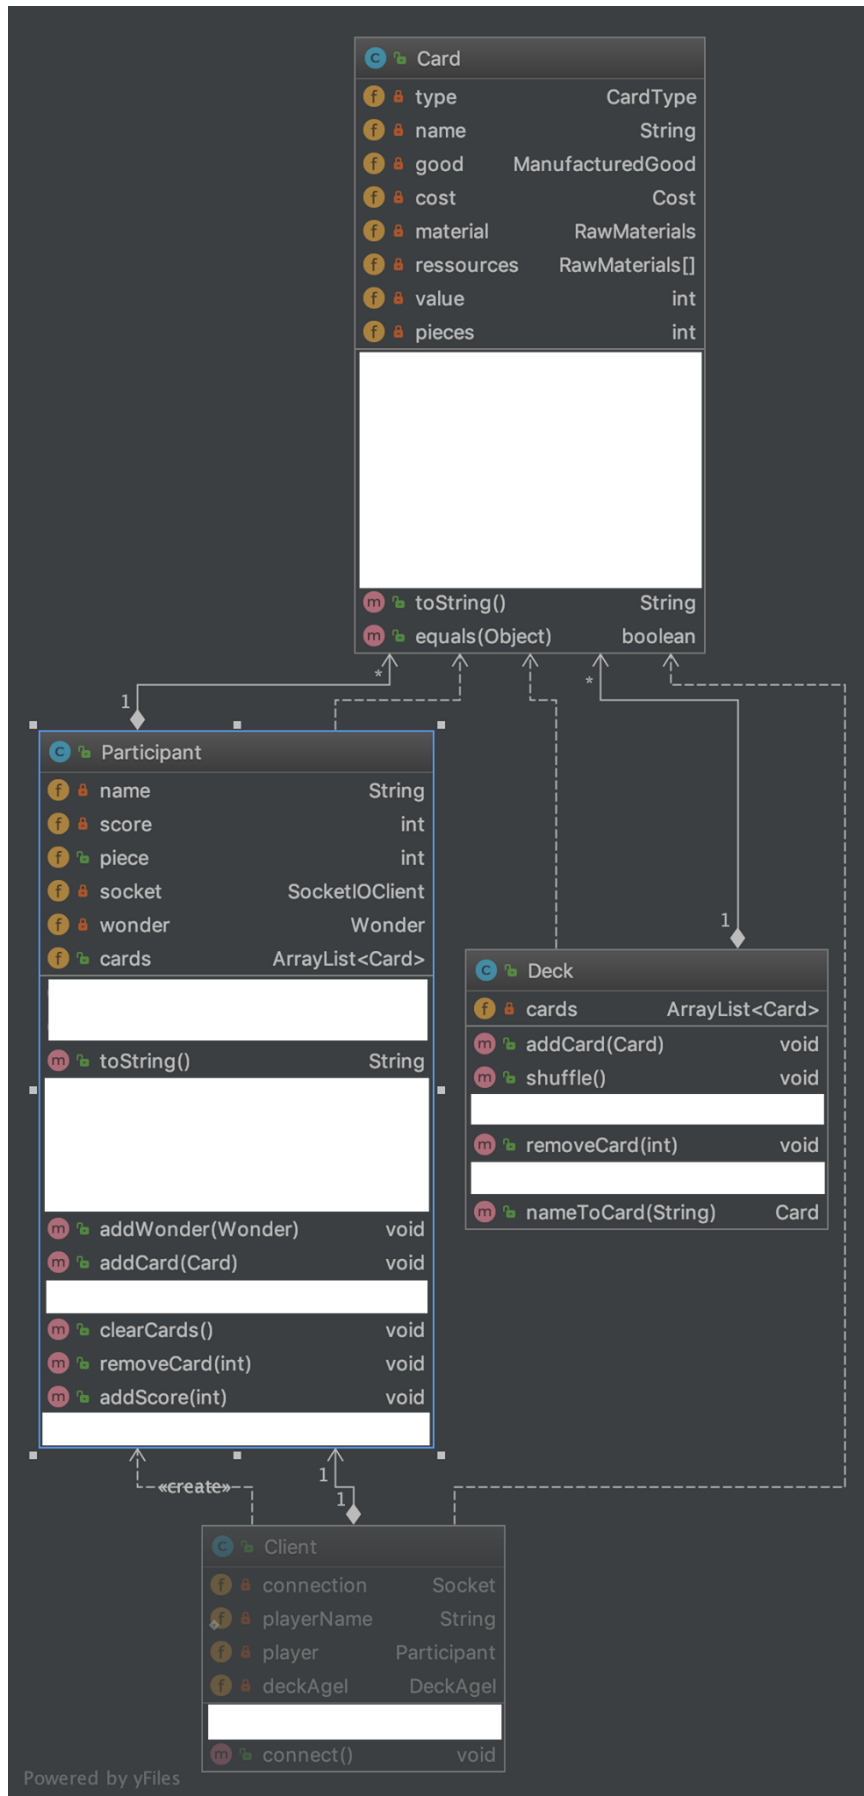 Card
type CardType
name String
good ManufacturedGood
cost Cost
material RawMaterials
ressources RawMaterials[]
value int
pieces int
toString() String
equals(Object) boolean
* *
1
Participant
name String
score int
piece int
socket SocketIOClient
wonder Wonder
cards ArrayList<Card>
toString() String
addWonder(Wonder) void
addCard(Card) void
clearCards() void
removeCard(int) void
addScore(int) void
1
Deck
cards ArrayList<Card>
addCard(Card) void
shuffle() void
removeCard(int) void
nameToCard(String) Card
1
«create»
1
Client
connection Socket
playerName String
player Participant
deckAgeI DeckAgeI
connect() void
Powered by yFiles